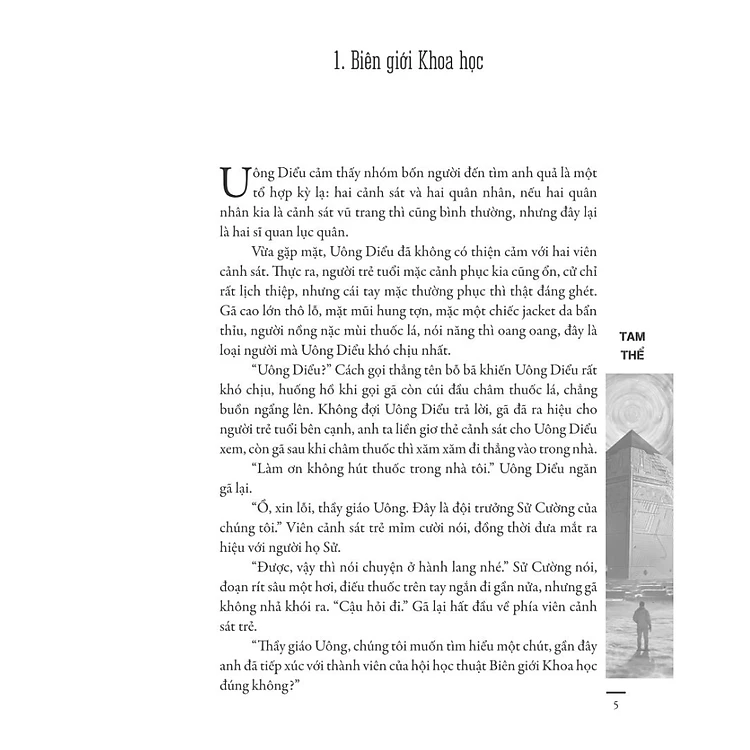 1. Biên giới Khoa học
Uông Diểu cảm thấy nhóm bốn người đến tìm anh quả là một
tổ hợp kỳ lạ: hai cảnh sát và hai quân nhân, nếu hai quân
nhân kia là cảnh sát vũ trang thì cũng bình thường, nhưng đây lại
là hai sĩ quan lục quân.
Vừa gặp mặt, Uông Diểu đã không có thiện cảm với hai viên
cảnh sát. Thực ra, người trẻ tuổi mặc cảnh phục kia cũng ổn, cử chỉ
rất lịch thiệp, nhưng cái tay mặc thường phục thì thật đáng ghét.
Gã cao lớn thô lỗ, mặt mũi hung tợn, mặc một chiếc jacket da bẩn
thỉu, người nồng nặc mùi thuốc lá, nói năng thì oang oang, đây là
loại người mà Uông Diểu khó chịu nhất.
“Uông Diểu?” Cách gọi thẳng tên bỗ bã khiến Uông Diểu rất
khó chịu, huống hồ khi gọi gã còn cúi đầu châm thuốc lá, chẳng
buồn ngẩng lên. Không đợi Uông Diểu trả lời, gã đã ra hiệu cho
người trẻ tuổi bên cạnh, anh ta liền giơ thẻ cảnh sát cho Uông Diểu
xem, còn gã sau khi châm thuốc thì xăm xăm đi thẳng vào trong nhà.
“Làm ơn không hút thuốc trong nhà tôi.” Uông Diểu ngăn
gã lại.
“Ồ, xin lỗi, thầy giáo Uông. Đây là đội trưởng Sử Cường của
chúng tôi.” Viên cảnh sát trẻ mỉm cười nói, đồng thời đưa mắt ra
hiệu với người họ Sử.
“Được, vậy thì nói chuyện ở hành lang nhé.” Sử Cường nói,
đoạn rít sâu một hơi, điếu thuốc trên tay ngắn đi gần nửa, nhưng gã
không nhả khói ra. “Cậu hỏi đi.” Gã lại hất đầu về phía viên cảnh
sát trẻ.
“Thầy giáo Uông, chúng tôi muốn tìm hiểu một chút, gần đây
anh đã tiếp xúc với thành viên của hội học thuật Biên giới Khoa học
đúng không?”
TAM
THỂ
5